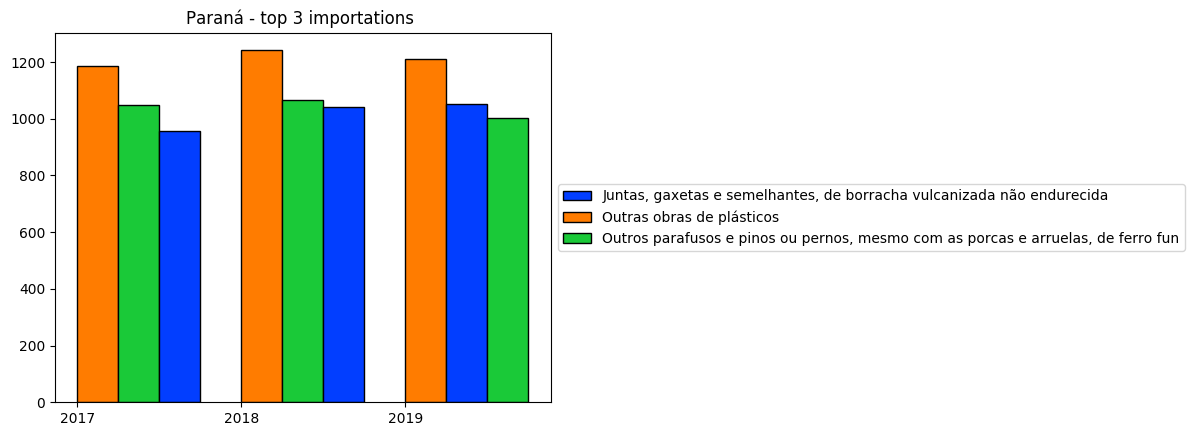 Paraná - top 3 importations
1200
1000
800
600
400
200
0
2017
2018
2019
Juntas, gaxetas e semelhantes, de borracha vulcanizada não endurecida
Outras obras de plásticos
Outros parafusos e pinos ou pernos, mesmo com as porcas e arruelas, de ferro fun